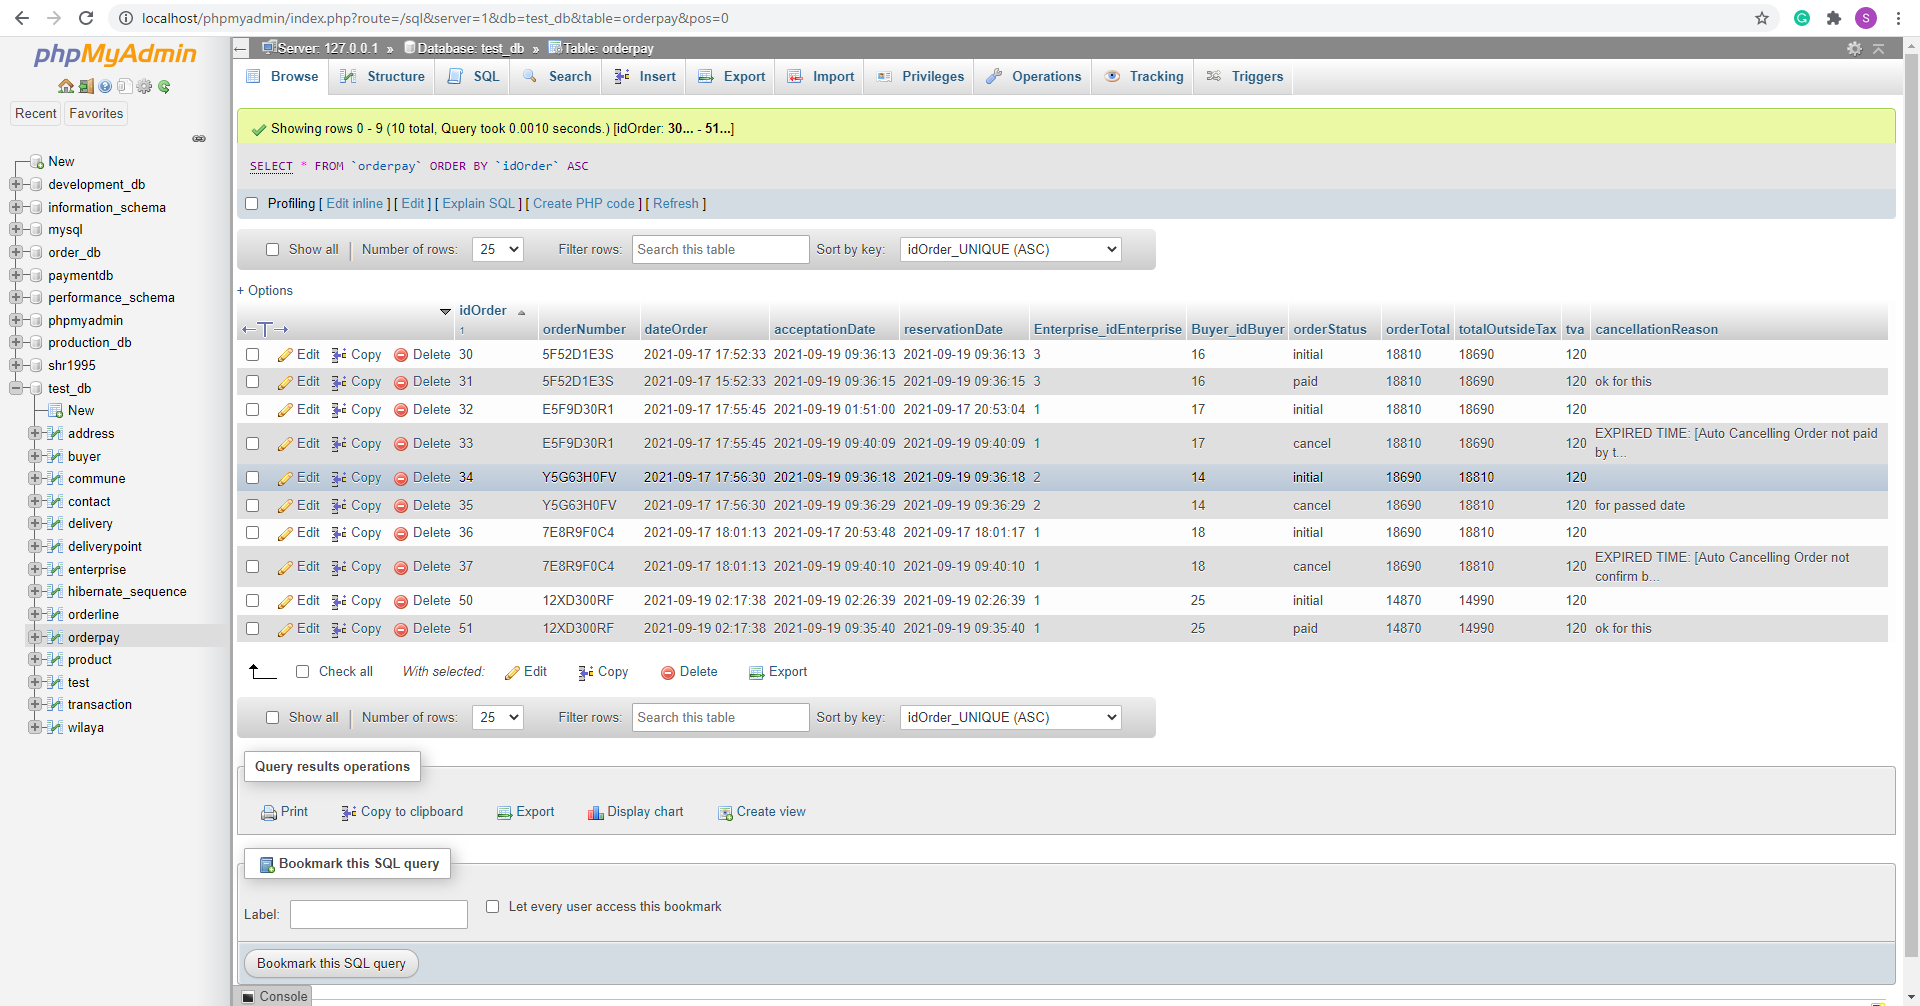 localhost/phpmyadmin/index.php?route=/sql&server=1&db=test_db&table=orderpay&pos=0
S
phpMyAdmin
Recent Favorites
New
development_db
information_schema
mysql
order_db
paymentdb
performance_schema
phpmyadmin
production_db
shr1995
test_db
New
address
buyer
commune
contact
delivery
deliverypoint
enterprise
hibernate_sequence
orderline
orderpay
product
test
transaction
wilaya
Server: 127.0.0.1 » Database: test_db » Table: orderpay
Browse Structure SQL Search Insert Export Import Privileges Operations Tracking Triggers
Showing rows 0 - 9 (10 total, Query took 0.0010 seconds.) [idOrder: 30... - 51...]
SELECT * FROM `orderpay` ORDER BY `idOrder` ASC
Profiling [ Edit inline ] [ Edit ] [ Explain SQL ] [ Create PHP code ] [ Refresh ]
Show all | Number of rows: 25 Filter rows: Search this table Sort by key: idOrder_UNIQUE (ASC)
+ Options
←T→ idOrder 1 orderNumber dateOrder acceptationDate reservationDate Enterprise_idEnterprise Buyer_idBuyer orderStatus orderTotal totalOutsideTax tva cancellationReason
Edit Copy Delete 30 5F52D1E3S 2021-09-17 17:52:33 2021-09-19 09:36:13 2021-09-19 09:36:13 3 16 initial 18810 18690 120
Edit Copy Delete 31 5F52D1E3S 2021-09-17 15:52:33 2021-09-19 09:36:15 2021-09-19 09:36:15 3 16 paid 18810 18690 120 ok for this
Edit Copy Delete 32 E5F9D30R1 2021-09-17 17:55:45 2021-09-19 01:51:00 2021-09-17 20:53:04 1 17 initial 18810 18690 120
Edit Copy Delete 33 E5F9D30R1 2021-09-17 17:55:45 2021-09-19 09:40:09 2021-09-19 09:40:09 1 17 cancel 18810 18690 120 EXPIRED TIME: [Auto Cancelling Order not paid
by t...
Edit Copy Delete 34 Y5G63H0FV 2021-09-17 17:56:30 2021-09-19 09:36:18 2021-09-19 09:36:18 2 14 initial 18690 18810 120
Edit Copy Delete 35 Y5G63H0FV 2021-09-17 17:56:30 2021-09-19 09:36:29 2021-09-19 09:36:29 2 14 cancel 18690 18810 120 for passed date
Edit Copy Delete 36 7E8R9F0C4 2021-09-17 18:01:13 2021-09-17 20:53:48 2021-09-17 18:01:17 1 18 initial 18690 18810 120
Edit Copy Delete 37 7E8R9F0C4 2021-09-17 18:01:13 2021-09-19 09:40:10 2021-09-19 09:40:10 1 18 cancel 18690 18810 120 EXPIRED TIME: [Auto Cancelling Order not
confirm b...
Edit Copy Delete 50 12XD300RF 2021-09-19 02:17:38 2021-09-19 02:26:39 2021-09-19 02:26:39 1 25 initial 14870 14990 120
Edit Copy Delete 51 12XD300RF 2021-09-19 02:17:38 2021-09-19 09:35:40 2021-09-19 09:35:40 1 25 paid 14870 14990 120 ok for this
Check all With selected: Edit Copy Delete Export
Show all | Number of rows: 25 Filter rows: Search this table Sort by key: idOrder_UNIQUE (ASC)
Query results operations
Print Copy to clipboard Export Display chart Create view
Bookmark this SQL query
Label: Let every user access this bookmark
Bookmark this SQL query
Console